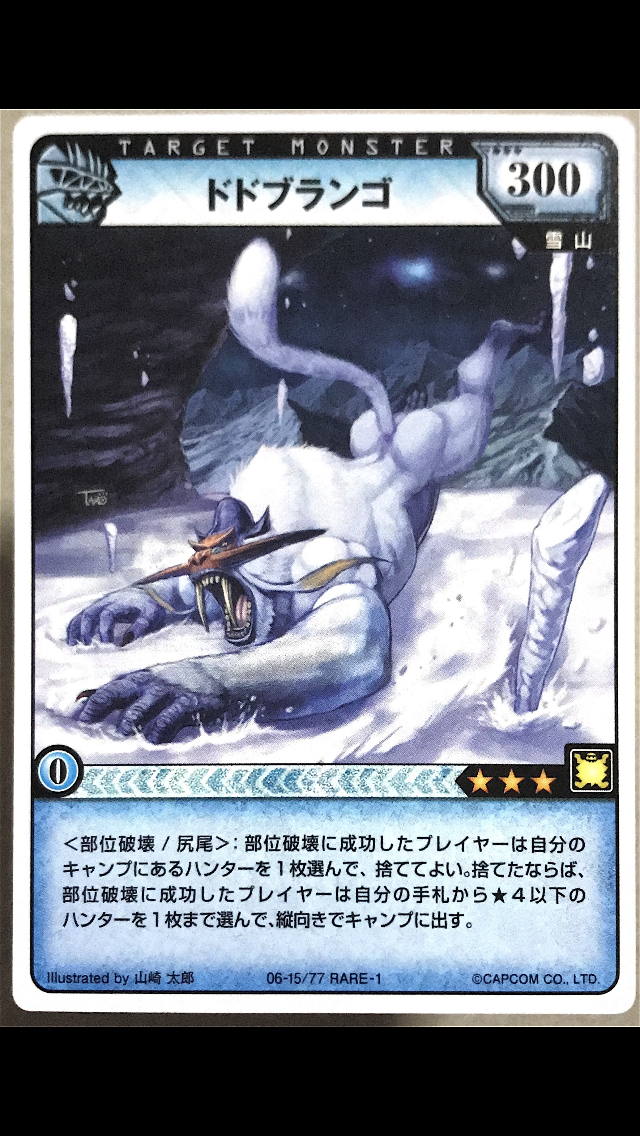 TARGET MONSTER
ドドブランゴ
300
雪山
TARO
0
★★★
<部位破壊 / 尻尾>：部位破壊に成功したプレイヤーは自分の
キャンプにあるハンターを１枚選んで、捨ててよい。捨てたならば、
部位破壊に成功したプレイヤーは自分の手札から★４以下の
ハンターを１枚まで選んで、縦向きでキャンプに出す。
Illustrated by 山崎 太郎 06-15/77 RARE-1 ©CAPCOM CO., LTD.